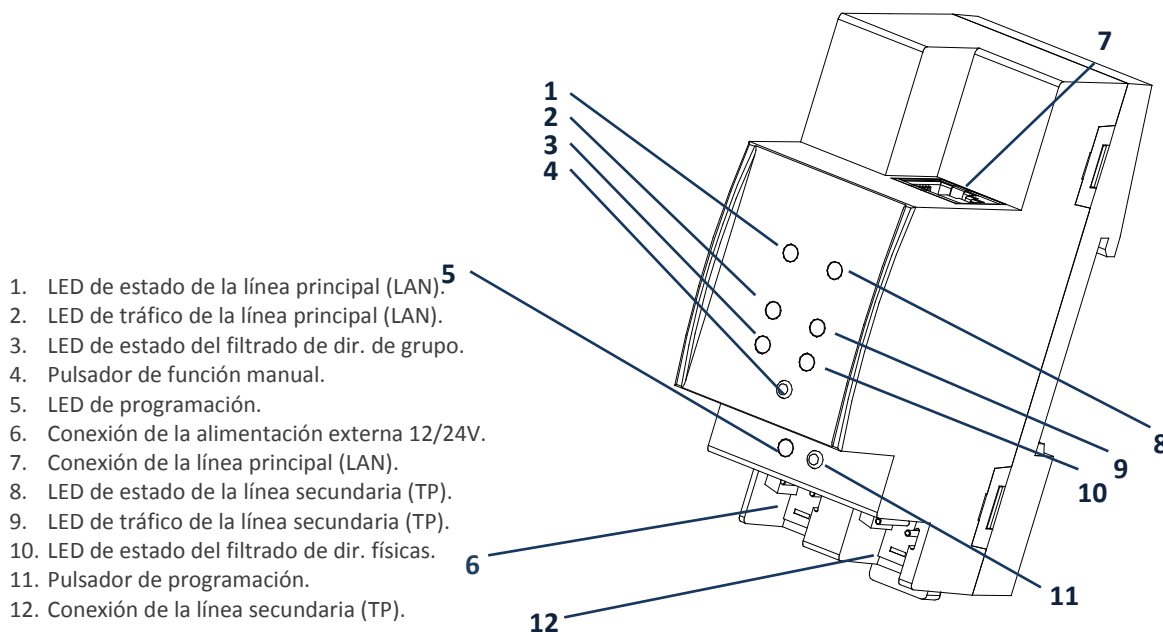 7
1
2
3
4
5
1. LED de estado de la línea principal (LAN).
2. LED de tráfico de la línea principal (LAN).
3. LED de estado del filtrado de dir. de grupo.
4. Pulsador de función manual.
5. LED de programación.
6. Conexión de la alimentación externa 12/24V.
7. Conexión de la línea principal (LAN).
8. LED de estado de la línea secundaria (TP).
9. LED de tráfico de la línea secundaria (TP).
10. LED de estado del filtrado de dir. físicas.
11. Pulsador de programación.
12. Conexión de la línea secundaria (TP).
8
9
10
6
11
12